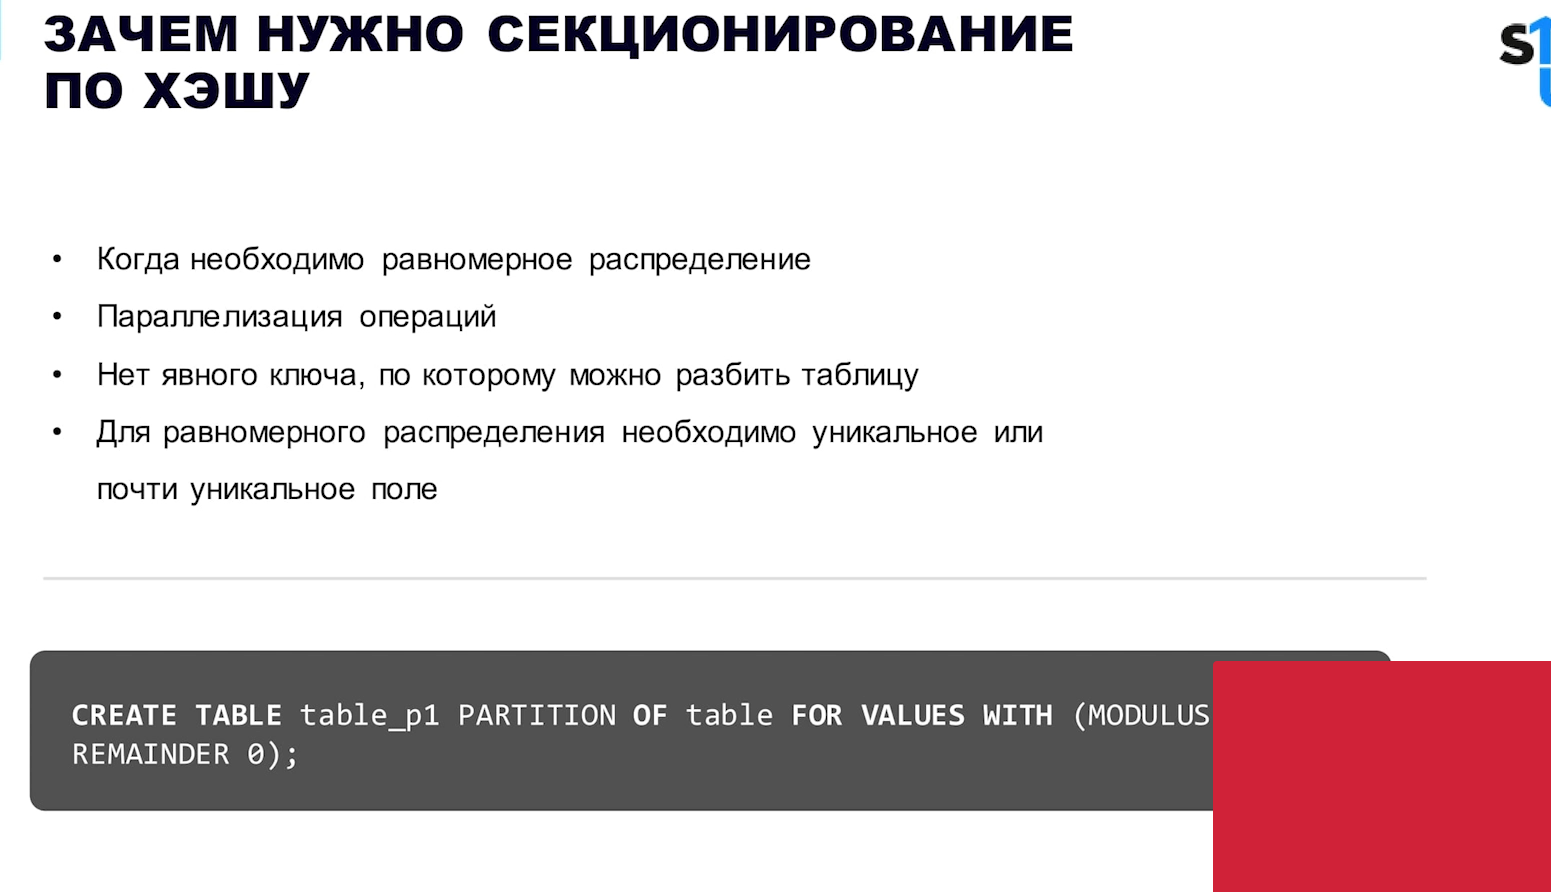 ЗАЧЕМ НУЖНО СЕКЦИОНИРОВАНИЕ
ПО ХЭШУ
• Когда необходимо равномерное распределение
• Параллелизация операций
• Нет явного ключа, по которому можно разбить таблицу
• Для равномерного распределения необходимо уникальное или
почти уникальное поле
CREATE TABLE table_p1 PARTITION OF table FOR VALUES WITH (MODULUS
REMAINDER 0);